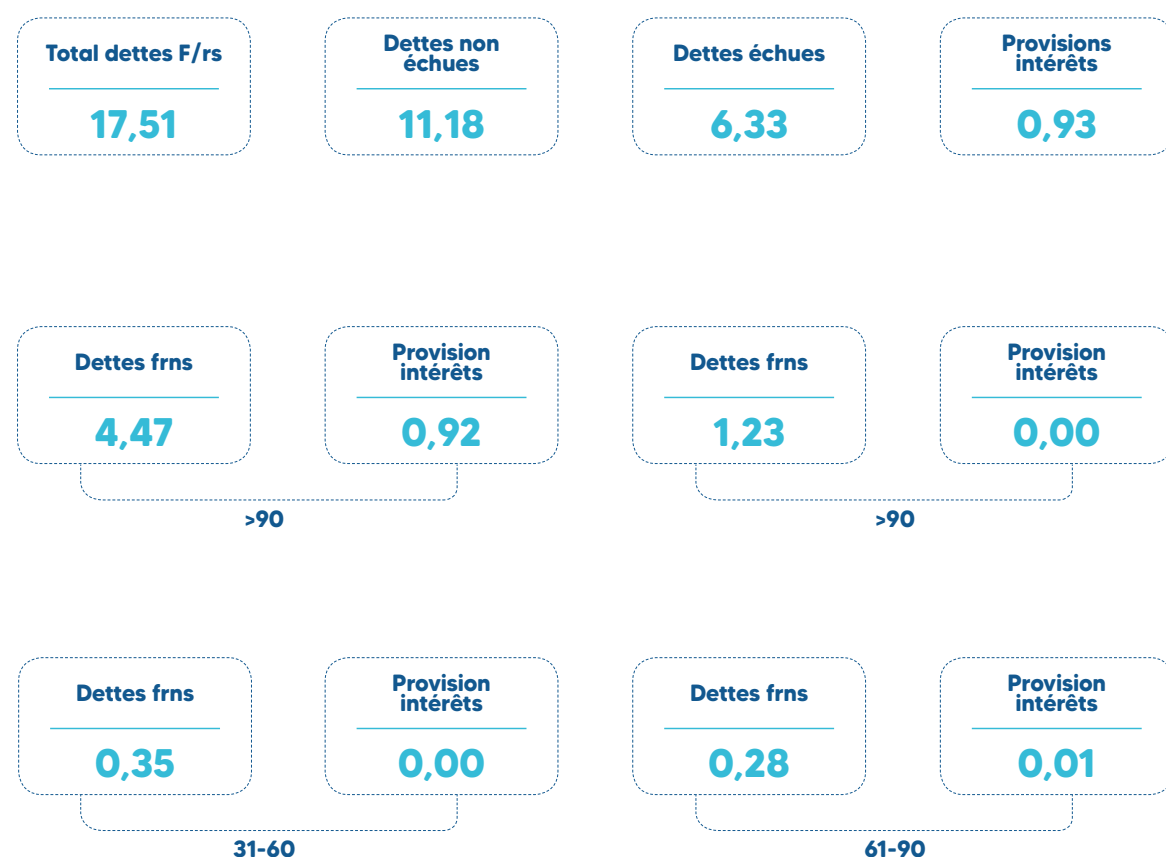 Total dettes F/rs
17,51
Dettes non
échues
11,18
Dettes échues
6,33
Provisions
intérêts
0,93
Dettes frns
4,47
Provision
intérêts
0,92
>90
Dettes frns
1,23
Provision
intérêts
0,00
>90
Dettes frns
0,35
Provision
intérêts
0,00
31-60
Dettes frns
0,28
Provision
intérêts
0,01
61-90